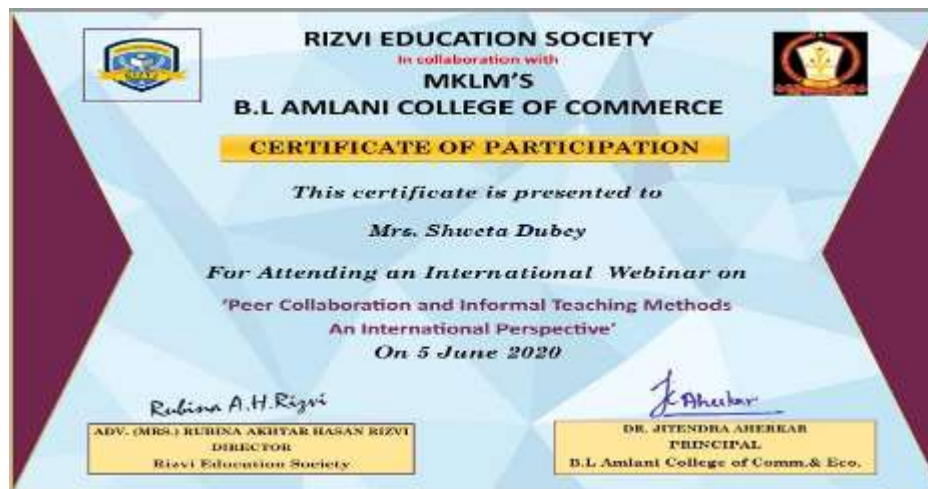 RIZVI EDUCATION SOCIETY
In collaboration with
MKLM'S
B.L AMLANI COLLEGE OF COMMERCE
CERTIFICATE OF PARTICIPATION
This certificate is presented to
Mrs. Shweta Dubey
For Attending an International Webinar on
'Peer Collaboration and Informal Teaching Methods
An International Perspective'
On 5 June 2020
Rubina A.H.Rizvi
ADV. (MRS.) RUBINA AKHTAR HASAN RIZVI
DIRECTOR
Rizvi Education Society
Aherkar
DR. JITENDRA AHERKAR
PRINCIPAL
B.L Amlani College of Comm.& Eco.